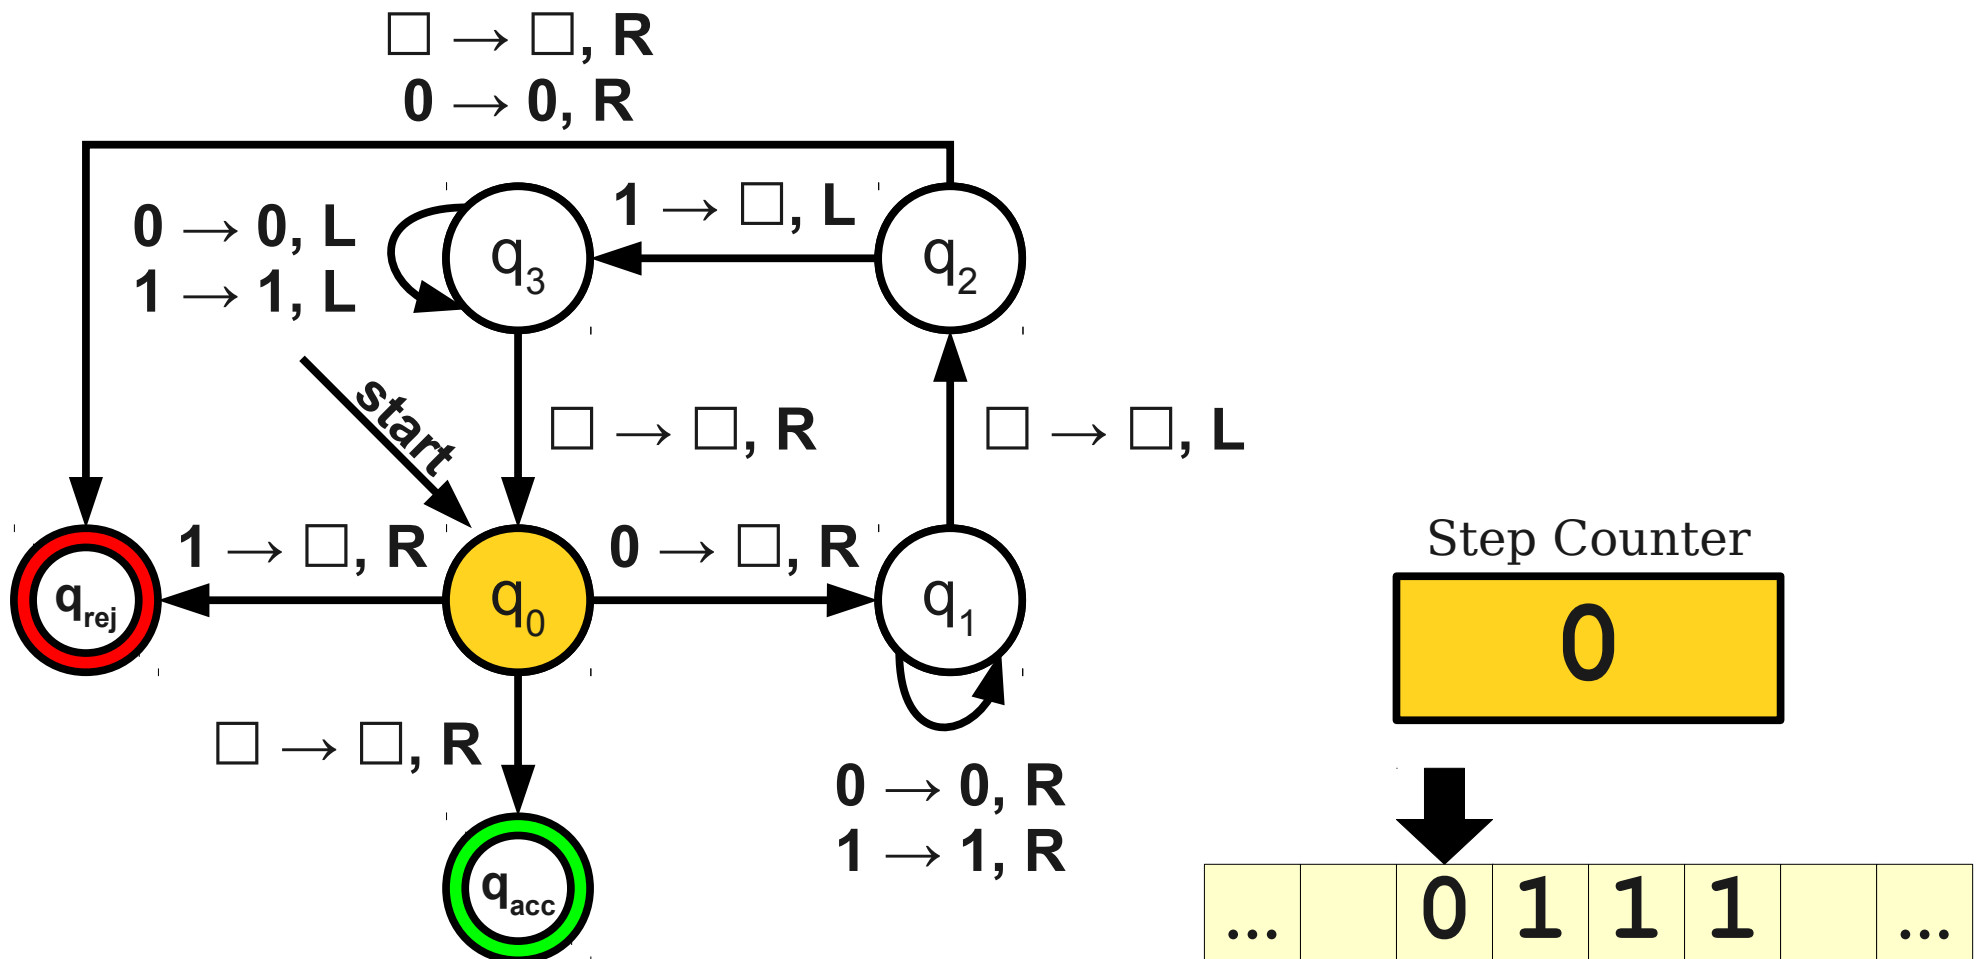 □ → □, R
0 → 0, R
0 → 0, L
1 → 1, L
1 → □, L
q3
q2
start
□ → □, R
□ → □, L
1 → □, R
0 → □, R
qrej
q0
q1
□ → □, R
0 → 0, R
1 → 1, R
qacc
Step Counter
0
... 0 1 1 1 ...